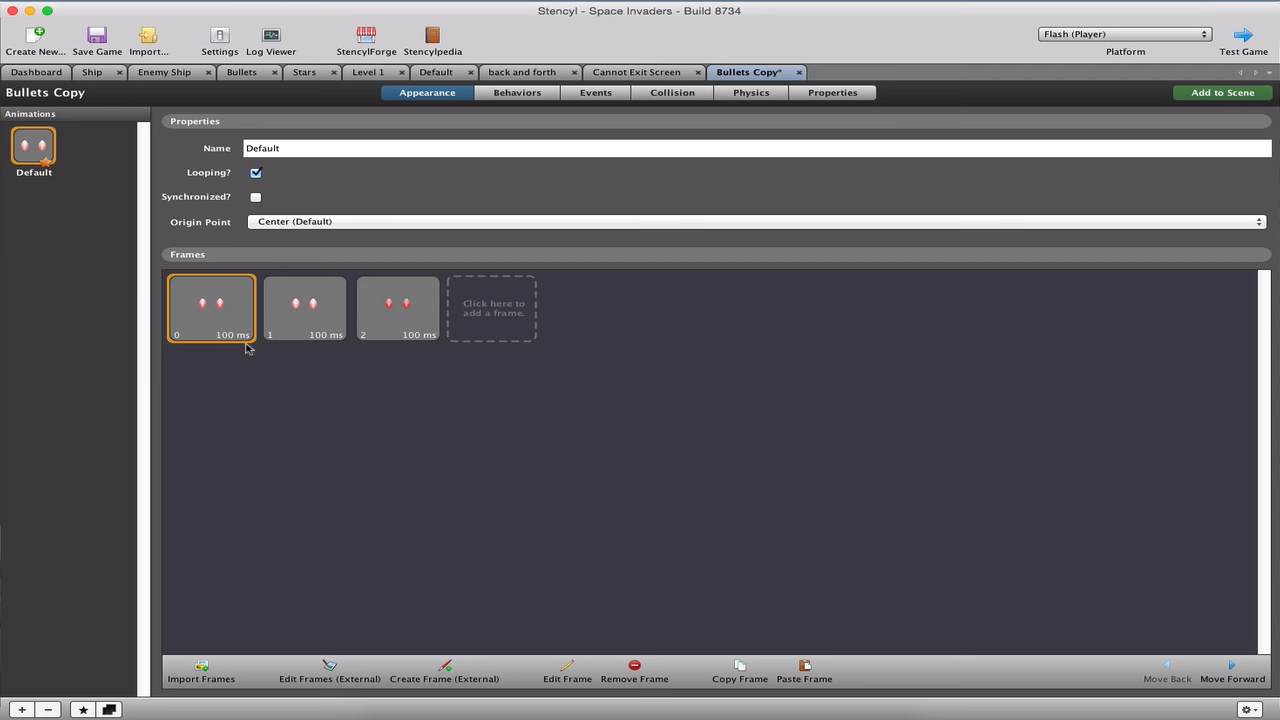 Stencyl - Space Invaders - Build 8734
Create New... Save Game Import... Settings Log Viewer StencylForge Stencylpedia Flash (Player) Platform Test Game
Dashboard Ship Enemy Ship Bullets Stars Level 1 Default back and forth Cannot Exit Screen Bullets Copy*
Bullets Copy Appearance Behaviors Events Collision Physics Properties Add to Scene
Animations
Default
Properties
Name Default
Looping?
Synchronized?
Origin Point Center (Default)
Frames
Click here to
add a frame.
0 100 ms 1 100 ms 2 100 ms
Import Frames Edit Frames (External) Create Frame (External) Edit Frame Remove Frame Copy Frame Paste Frame Move Back Move Forward